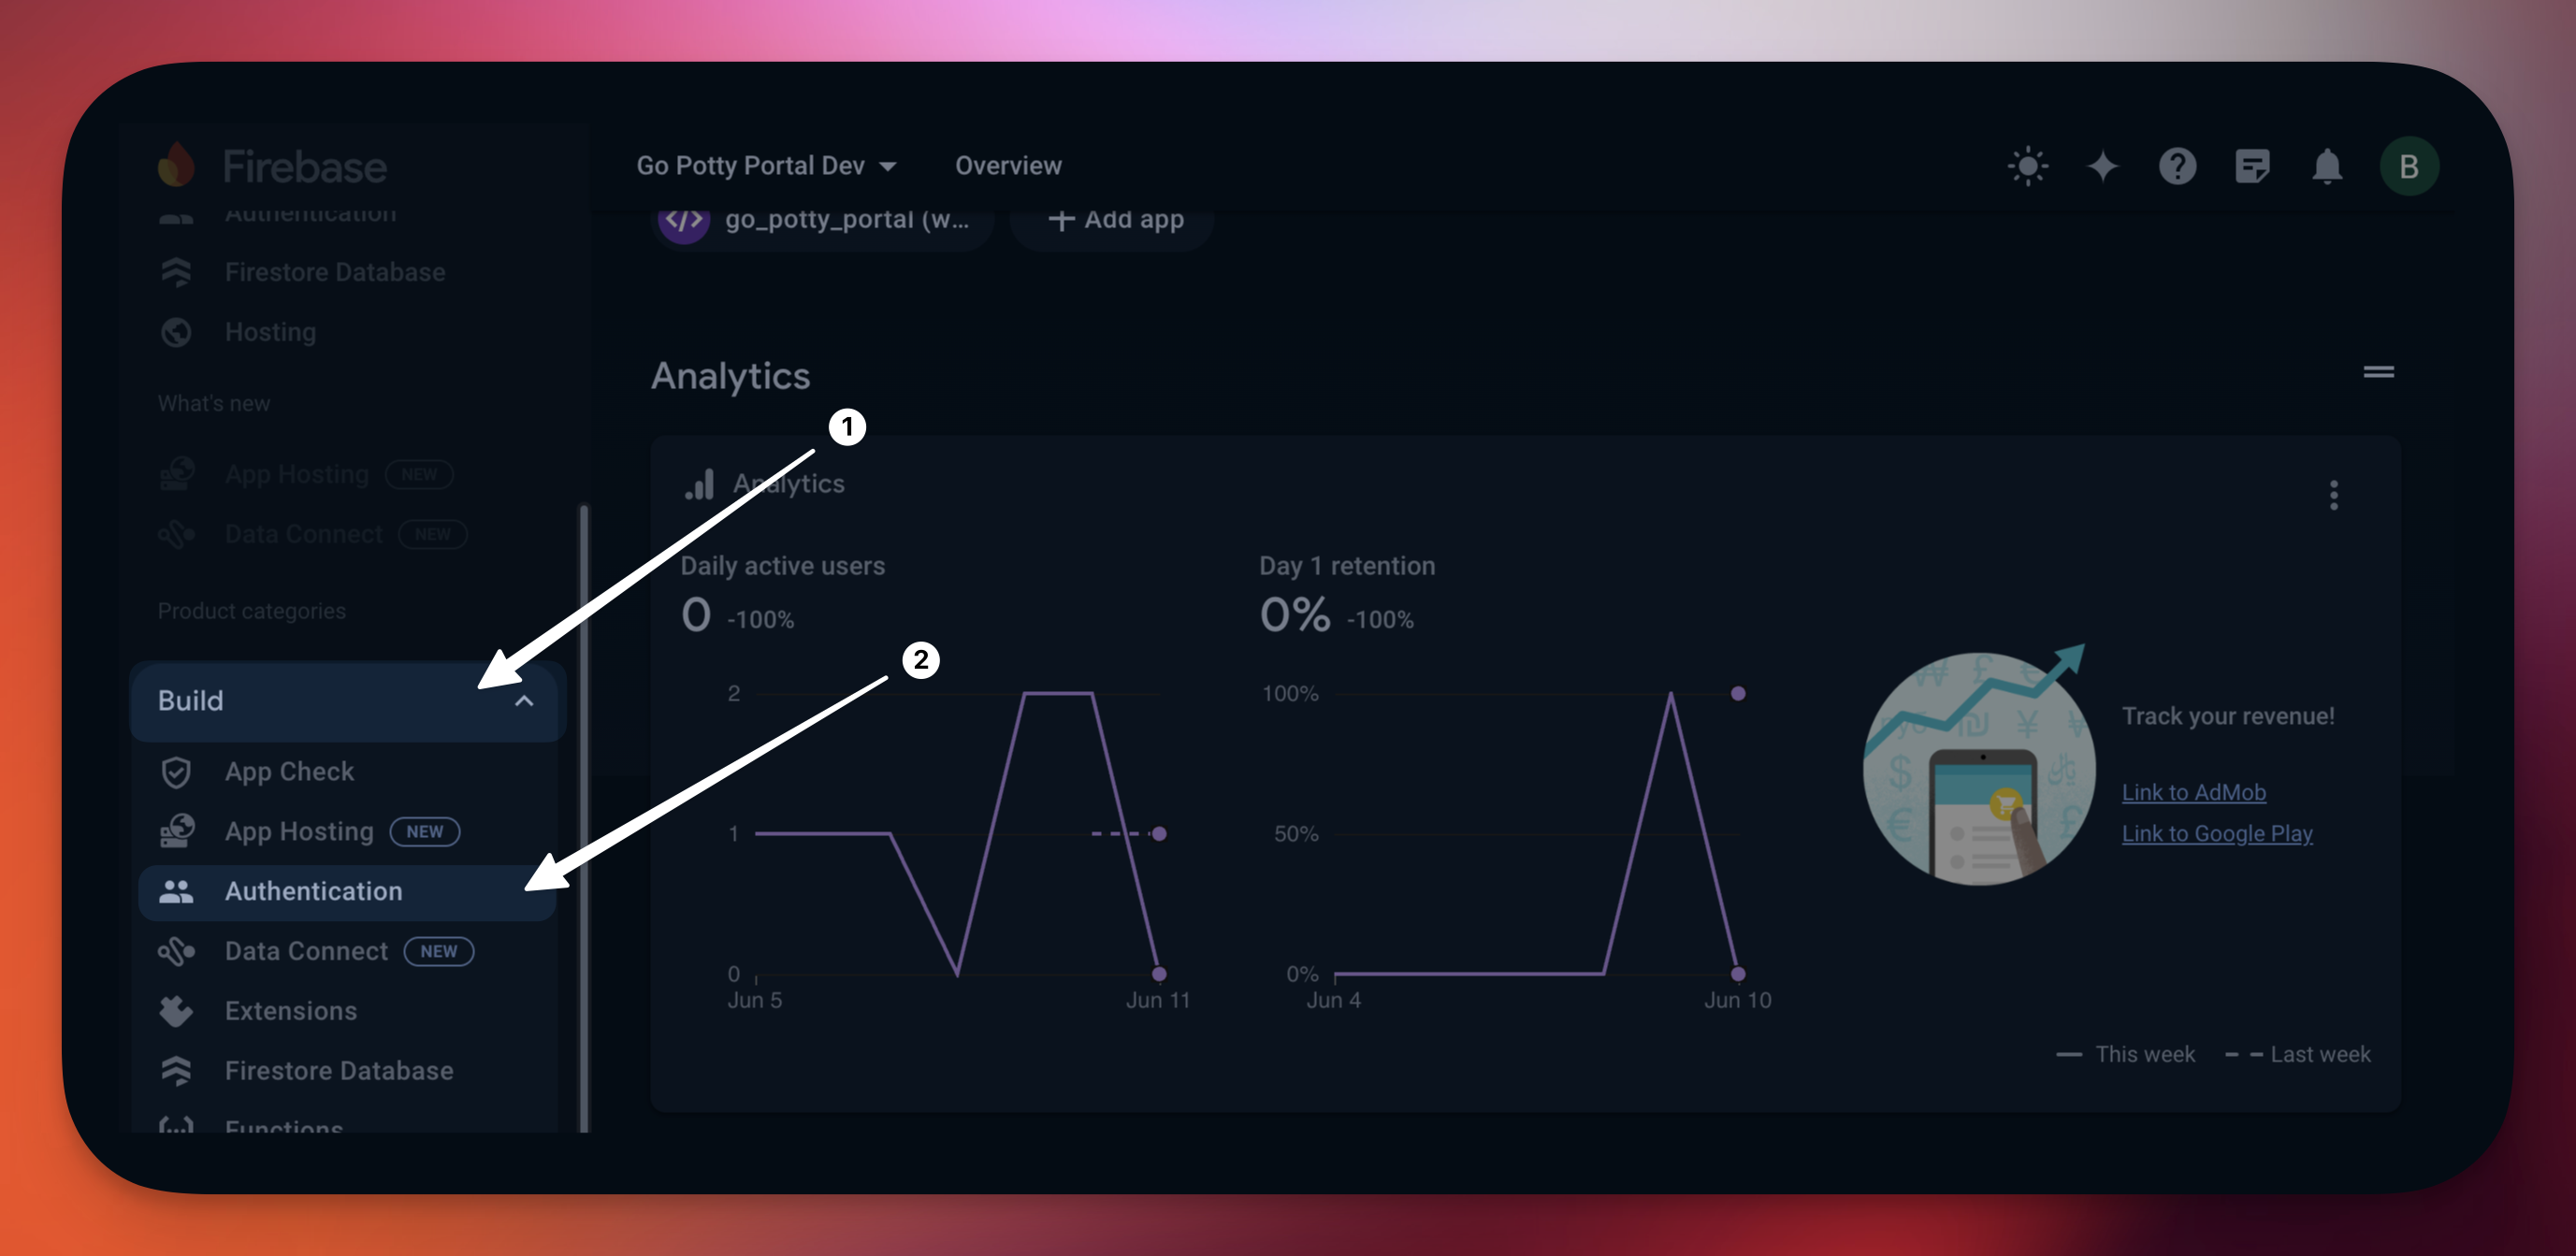 Firebase
Authentication
Firestore Database
Hosting
What's new
App Hosting NEW
Data Connect NEW
Product categories
Build
App Check
App Hosting NEW
Authentication
Data Connect NEW
Extensions
Firestore Database
Functions
Go Potty Portal Dev Overview
B
</> go_potty_portal (w...
+ Add app
Analytics
1
Analytics
Daily active users
0 -100%
2
2
1
0
Jun 5 Jun 11
Day 1 retention
0% -100%
100%
50%
0%
Jun 4 Jun 10
Track your revenue!
Link to AdMob
Link to Google Play
This week Last week